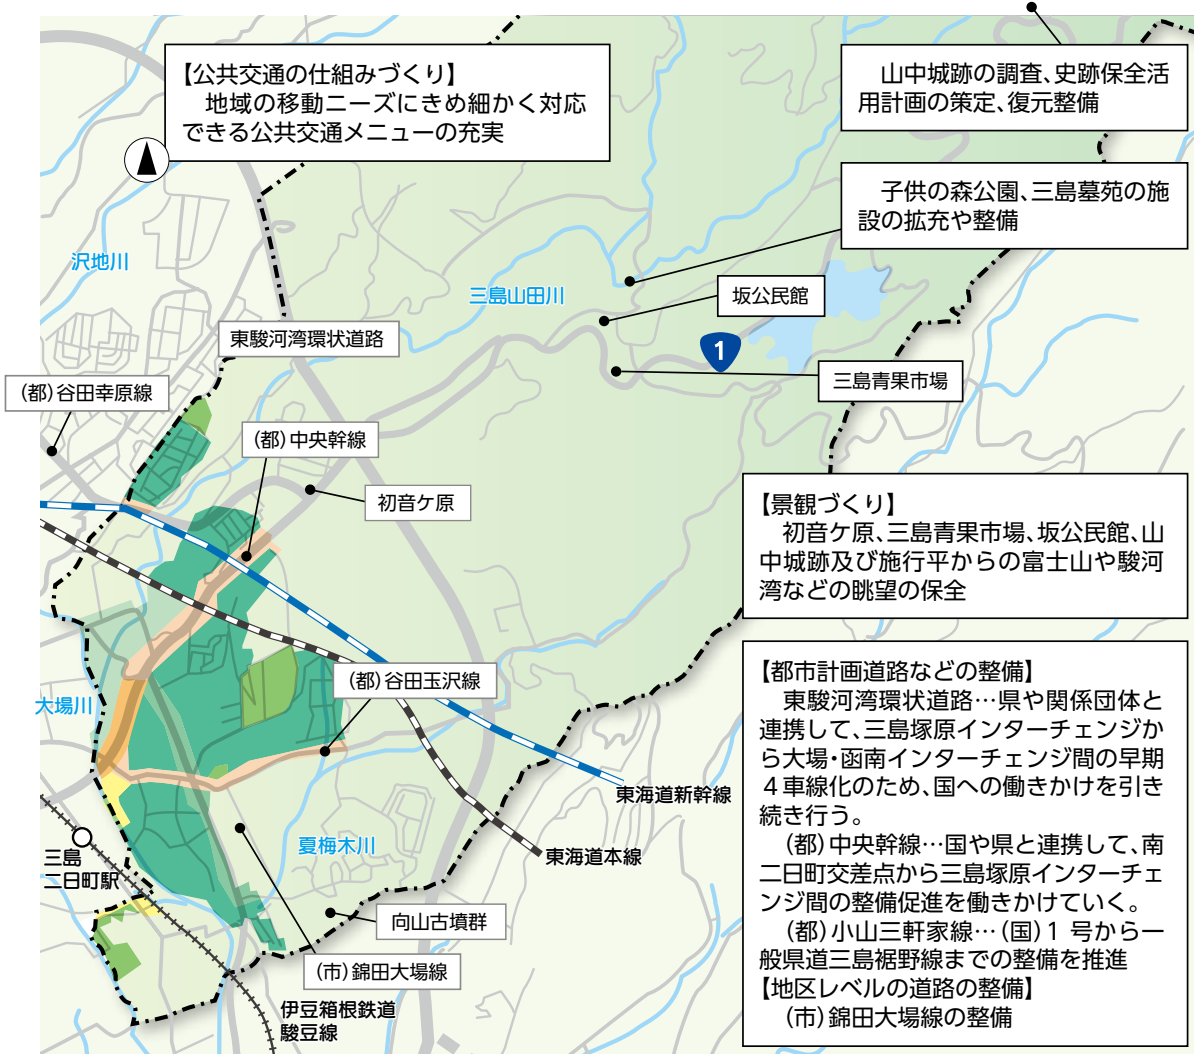 【公共交通の仕組みづくり】
地域の移動ニーズにきめ細かく対応
できる公共交通メニューの充実
山中城跡の調査、史跡保全活
用計画の策定、復元整備
子供の森公園、三島墓苑の施
設の拡充や整備
沢地川
三島山田川
坂公民館
東駿河湾環状道路
1
三島青果市場
(都)谷田幸原線
(都)中央幹線
初音ケ原
【景観づくり】
初音ケ原、三島青果市場、坂公民館、山
中城跡及び施行平からの富士山や駿河
湾などの眺望の保全
(都)谷田玉沢線
大場川
【都市計画道路などの整備】
東駿河湾環状道路…県や関係団体と
連携して、三島塚原インターチェンジか
ら大場・函南インターチェンジ間の早期
４車線化のため、国への働きかけを引き
続き行う。
(都)中央幹線…国や県と連携して、南
二日町交差点から三島塚原インターチェ
ンジ間の整備促進を働きかけていく。
(都)小山三軒家線…(国)1 号から一
般県道三島裾野線までの整備を推進
【地区レベルの道路の整備】
(市)錦田大場線の整備
東海道新幹線
夏梅木川
東海道本線
三島
二日町駅
向山古墳群
(市)錦田大場線
伊豆箱根鉄道
駿豆線